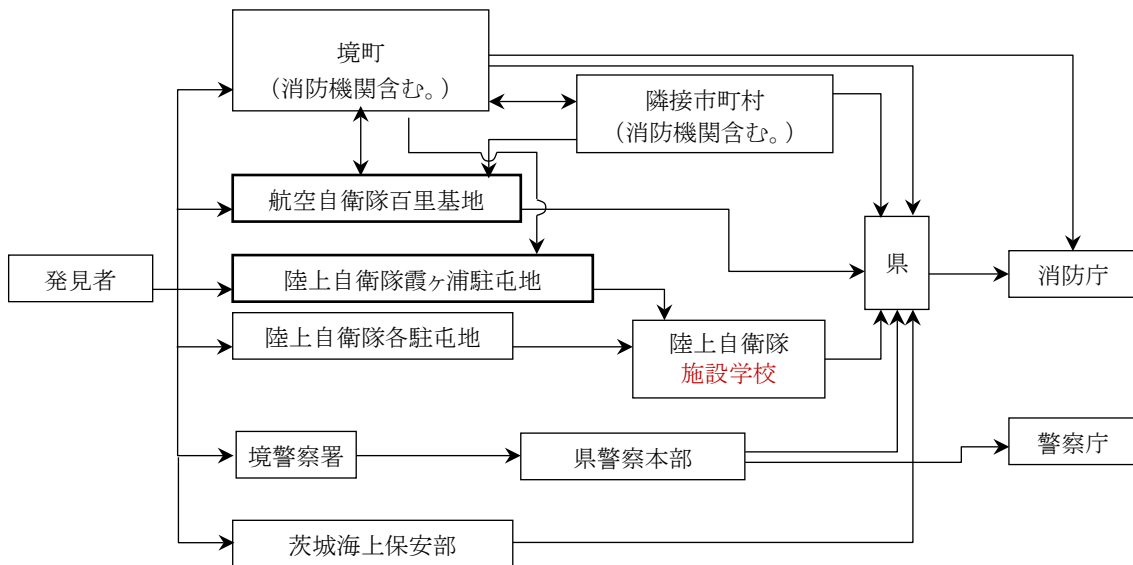 境町
（消防機関含む。）
隣接市町村
（消防機関含む。）
航空自衛隊百里基地
発見者
陸上自衛隊霞ヶ浦駐屯地
県
消防庁
陸上自衛隊各駐屯地
陸上自衛隊
施設学校
境警察署
県警察本部
警察庁
茨城海上保安部